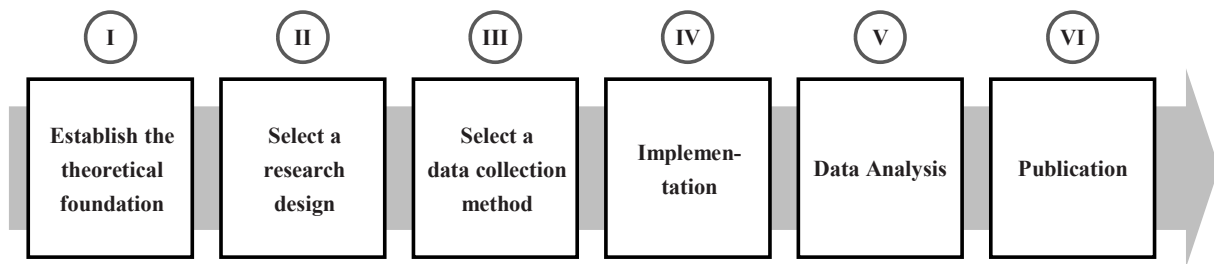 I
II
III
IV
V
VI
Establish the
theoretical
foundation
Select a
research
design
Select a
data collection
method
Implemen-
tation
Data Analysis
Publication